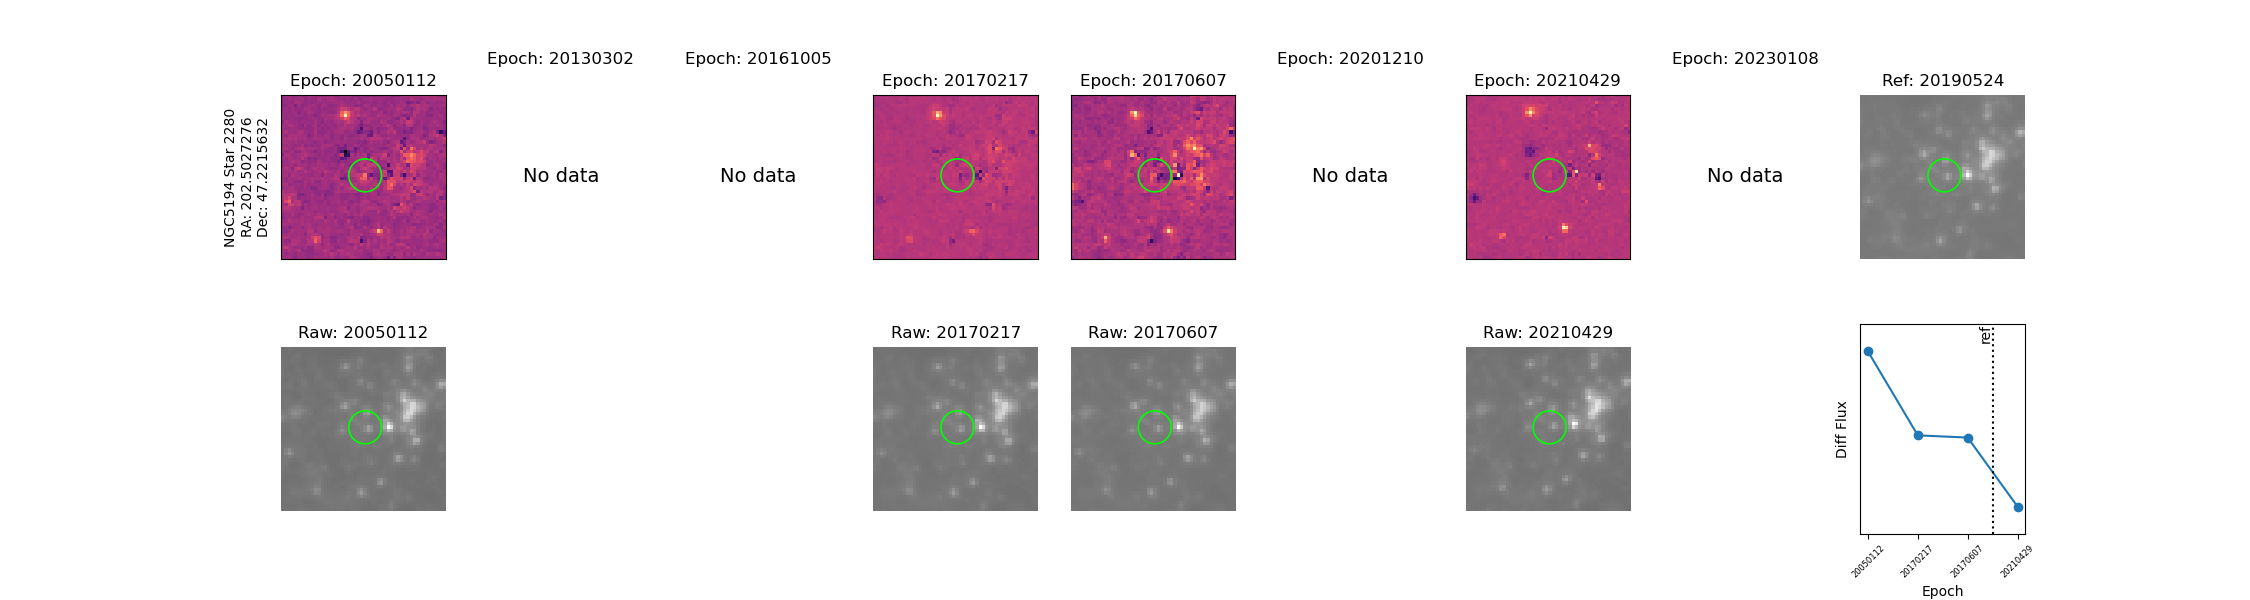 Epoch: 20050112
Epoch: 20130302
Epoch: 20161005
Epoch: 20170217
Epoch: 20170607
Epoch: 20201210
Epoch: 20210429
Epoch: 20230108
Ref: 20190524
NGC5194 Star 2280
RA: 202.5027276
Dec: 47.2215632
No data
No data
No data
No data
Raw: 20050112
Raw: 20170217
Raw: 20170607
Raw: 20210429
ref
Diff Flux
20050112
20170217
20170607
20210429
Epoch